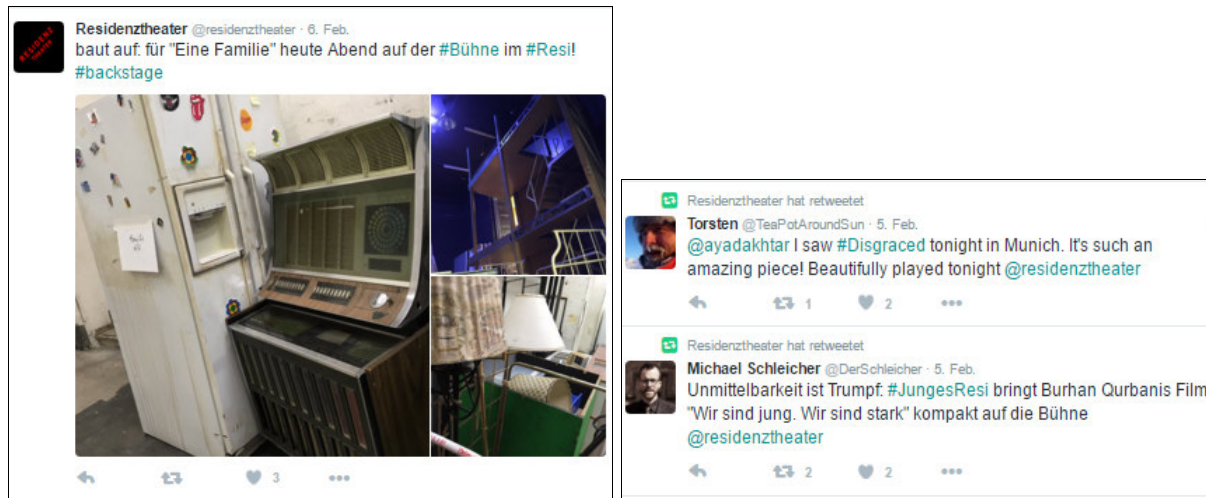 RESIDENZ
THEATER
Residenztheater @residenztheater · 6. Feb.
baut auf: für "Eine Familie" heute Abend auf der #Bühne im #Resi!
#backstage
3
Residenztheater hat retweetet
Torsten @TeaPotAroundSun · 5. Feb.
@ayadakhtar I saw #Disgraced tonight in Munich. It's such an
amazing piece! Beautifully played tonight @residenztheater
1 2
Residenztheater hat retweetet
Michael Schleicher @DerSchleicher · 5. Feb.
Unmittelbarkeit ist Trumpf: #JungesResi bringt Burhan Qurbanis Film
"Wir sind jung. Wir sind stark" kompakt auf die Bühne
@residenztheater
2 2